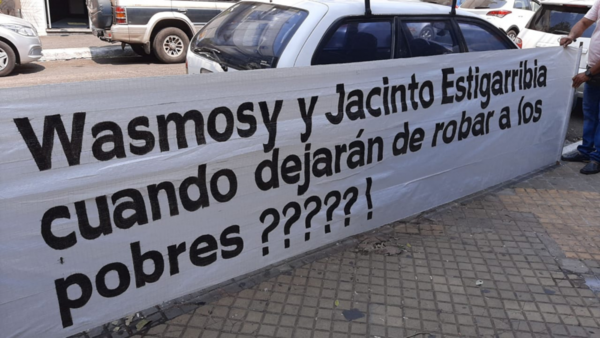 Wasmosy y Jacinto Estigarribia
cuando dejarán de robar a los
pobres ?????!